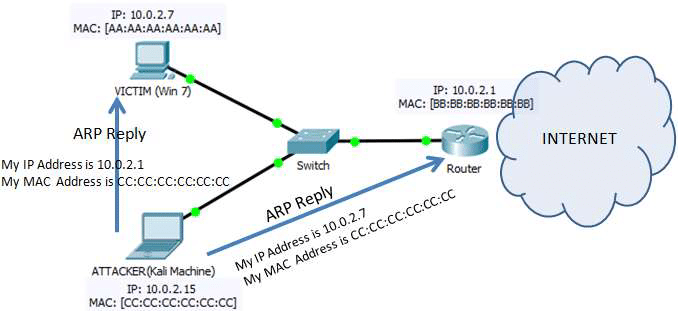 IP: 10.0.2.7
MAC: [AA:AA:AA:AA:AA:AA]
VICTIM (Win 7)
ARP Reply
My IP Address is 10.0.2.1
My MAC Address is CC:CC:CC:CC:CC:CC
Switch
IP: 10.0.2.1
MAC: [BB:BB:BB:BB:BB:BB]
Router
INTERNET
ARP Reply
My IP Address is 10.0.2.7
My MAC Address is CC:CC:CC:CC:CC:CC
ATTACKER(Kali Machine)
IP: 10.0.2.15
MAC: [CC:CC:CC:CC:CC:CC]